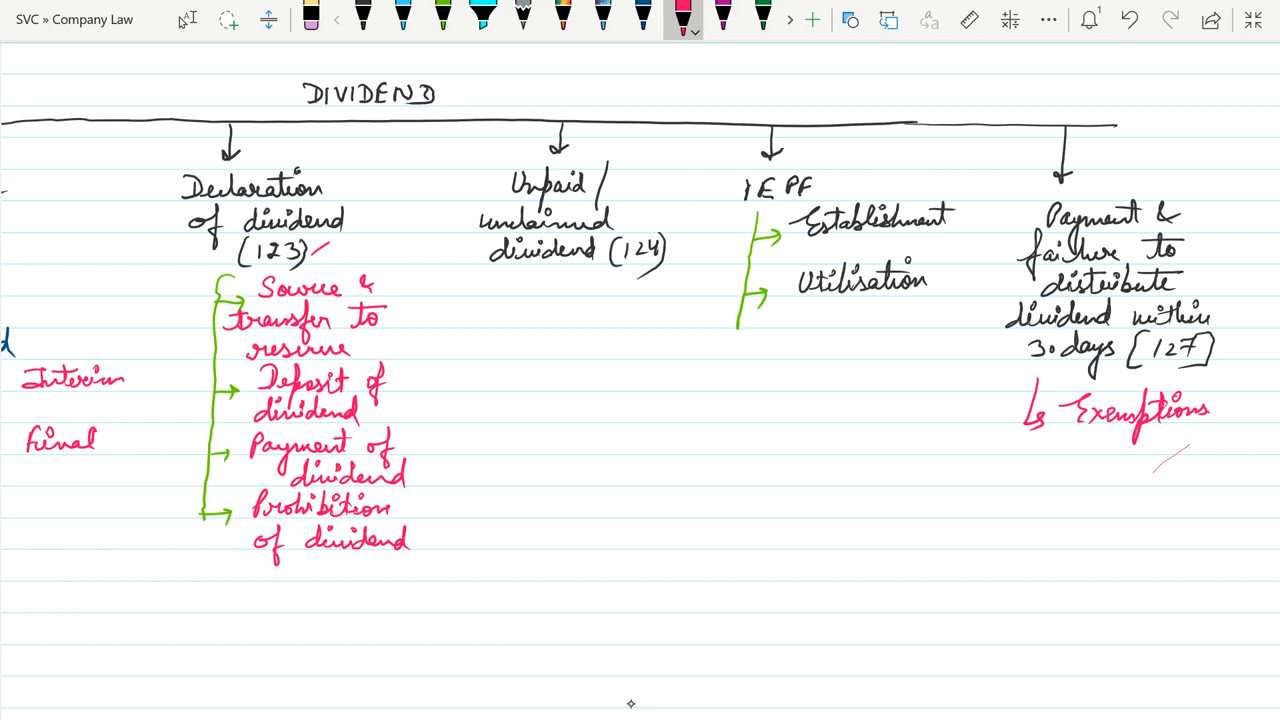 SVC » Company Law
DIVIDEND
Declaration
of dividend
(123)
Source &
transfer to
reserve
Deposit of
dividend
Payment of
dividend
Prohibition
of dividend
d
Interim
Final
Unpaid/
unclaimed
dividend (124)
IEPF
Establishment
Utilisation
Payment &
failure to
distribute
dividend within
30 days [127]
Exemptions